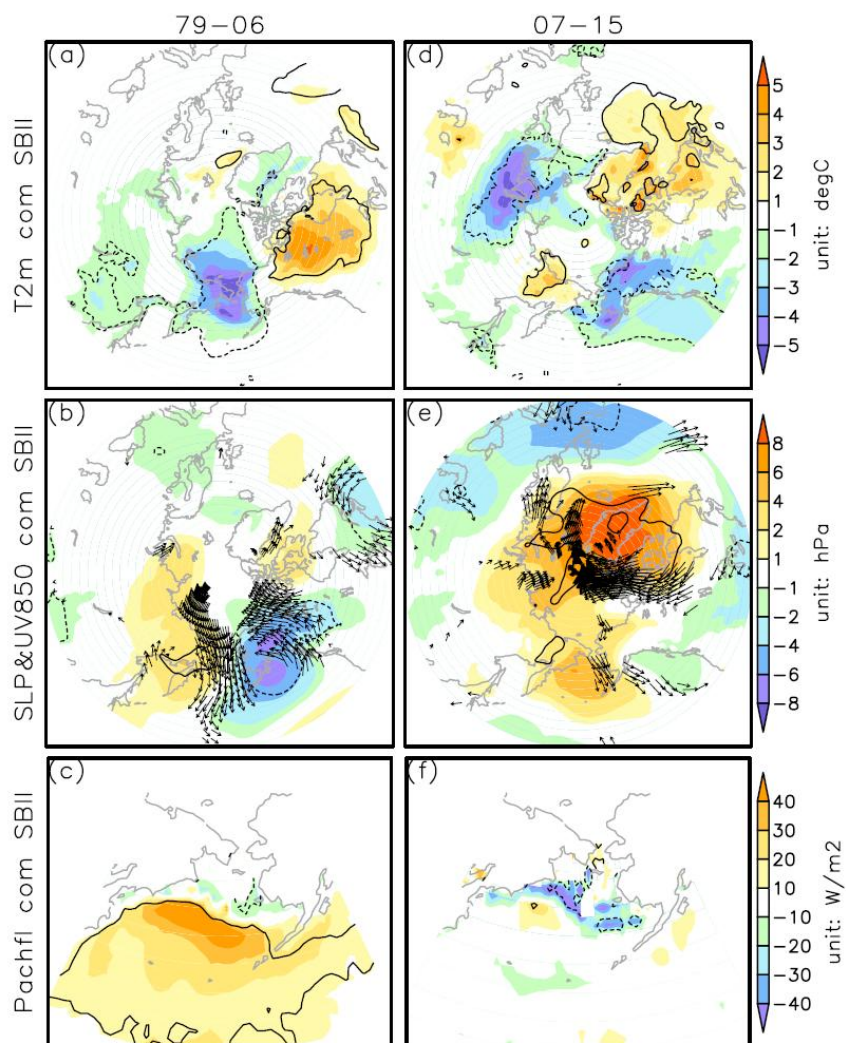 79-06
07-15
T2m com SBII
(a)
(d)
5
4
3
2
1
-1
-2
-3
-4
-5
unit: degC
SLP&UV850 com SBII
(b)
(e)
8
6
4
2
1
-1
-2
-4
-6
-8
unit: hPa
Pachfl com SBII
(c)
(f)
40
30
20
10
-10
-20
-30
-40
unit: W/m2